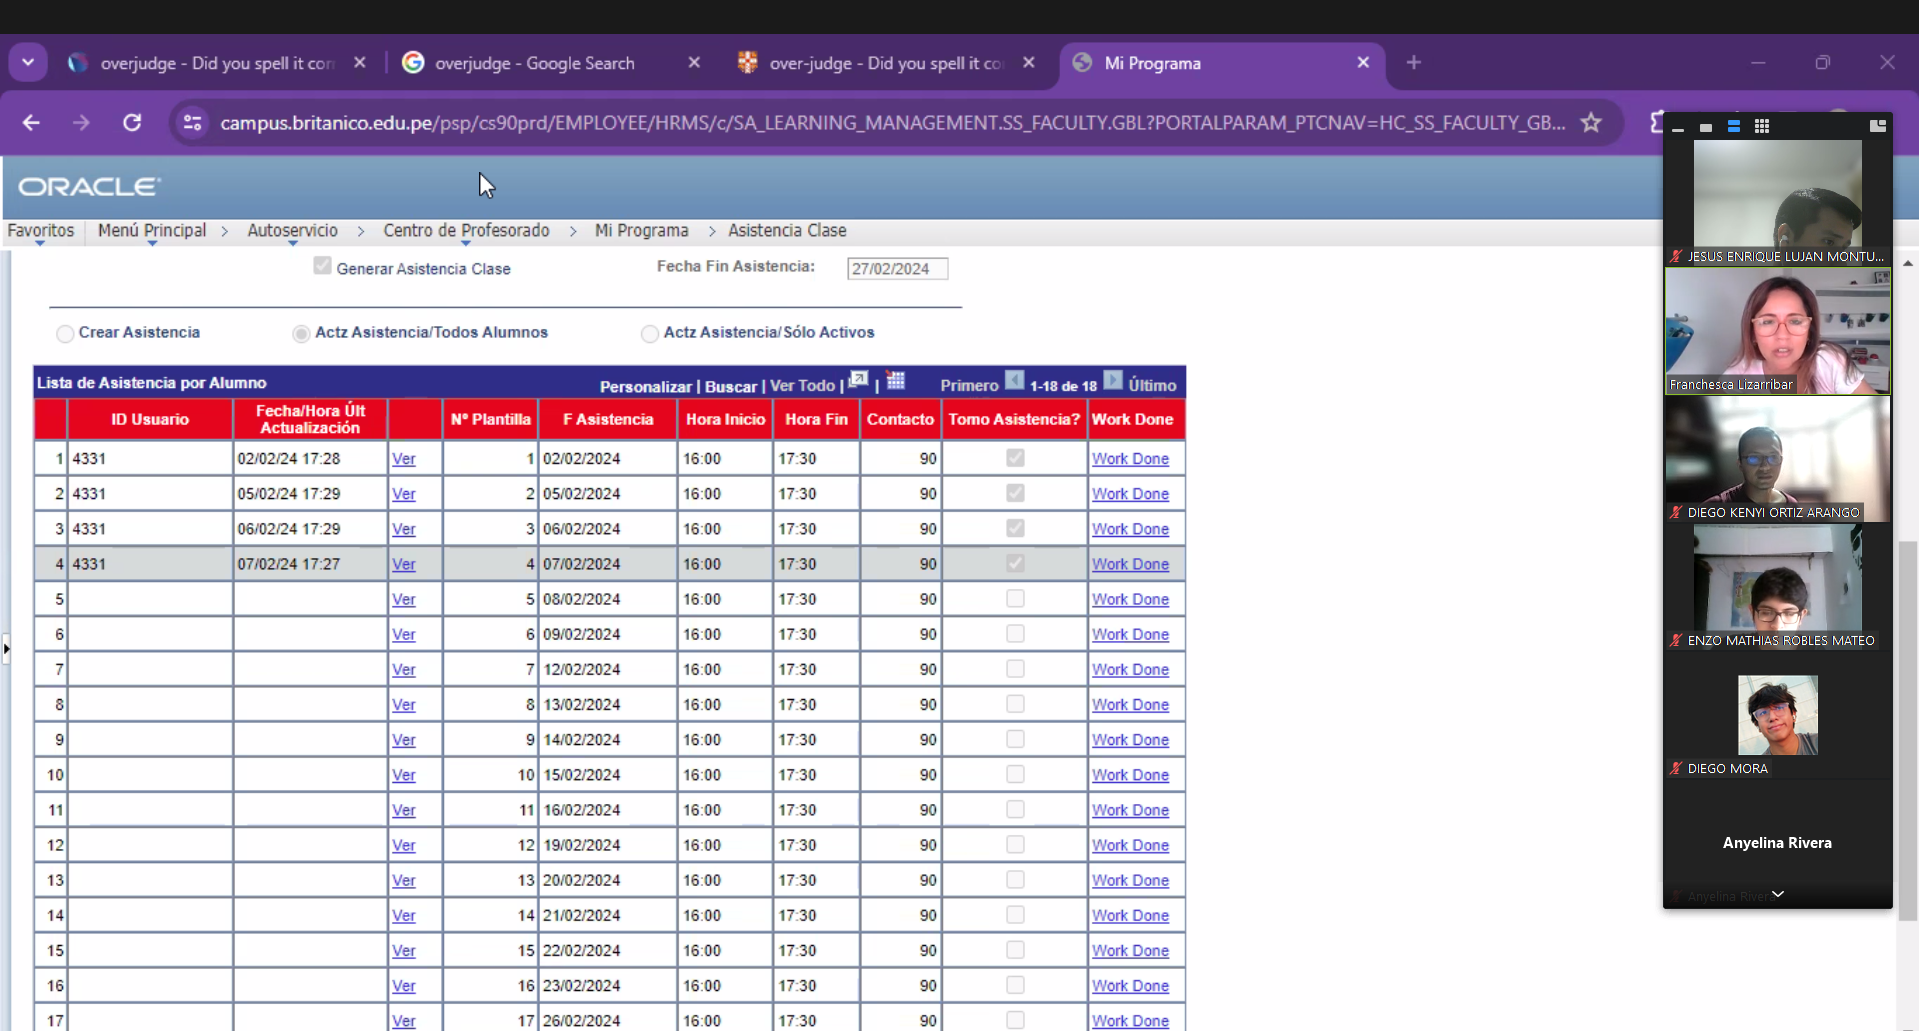 overjudge - Did you spell it con
overjudge - Google Search
over-judge - Did you spell it co
Mi Programa
campus.britanico.edu.pe/psp/cs90prd/EMPLOYEE/HRMS/c/SA_LEARNING_MANAGEMENT.SS_FACULTY.GBL?PORTALPARAM_PTCNAV=HC_SS_FACULTY_GB...
ORACLE
Favoritos Menú Principal > Autoservicio > Centro de Profesorado > Mi Programa > Asistencia Clase
Generar Asistencia Clase Fecha Fin Asistencia: 27/02/2024
Crear Asistencia Actz Asistencia/Todos Alumnos Actz Asistencia/Sólo Activos
Lista de Asistencia por Alumno Personalizar | Buscar | Ver Todo | | Primero 1-18 de 18 Último
ID Usuario Fecha/Hora Últ Actualización Nº Plantilla F Asistencia Hora Inicio Hora Fin Contacto Tomo Asistencia? Work Done
1 4331 02/02/24 17:28 Ver 1 02/02/2024 16:00 17:30 90 Work Done
2 4331 05/02/24 17:29 Ver 2 05/02/2024 16:00 17:30 90 Work Done
3 4331 06/02/24 17:29 Ver 3 06/02/2024 16:00 17:30 90 Work Done
4 4331 07/02/24 17:27 Ver 4 07/02/2024 16:00 17:30 90 Work Done
5 Ver 5 08/02/2024 16:00 17:30 90 Work Done
6 Ver 6 09/02/2024 16:00 17:30 90 Work Done
7 Ver 7 12/02/2024 16:00 17:30 90 Work Done
8 Ver 8 13/02/2024 16:00 17:30 90 Work Done
9 Ver 9 14/02/2024 16:00 17:30 90 Work Done
10 Ver 10 15/02/2024 16:00 17:30 90 Work Done
11 Ver 11 16/02/2024 16:00 17:30 90 Work Done
12 Ver 12 19/02/2024 16:00 17:30 90 Work Done
13 Ver 13 20/02/2024 16:00 17:30 90 Work Done
14 Ver 14 21/02/2024 16:00 17:30 90 Work Done
15 Ver 15 22/02/2024 16:00 17:30 90 Work Done
16 Ver 16 23/02/2024 16:00 17:30 90 Work Done
17 Ver 17 26/02/2024 16:00 17:30 90 Work Done
JESUS ENRIQUE LUJAN MONTU...
Franchesca Lizarribar
DIEGO KENYI ORTIZ ARANGO
ENZO MATHIAS ROBLES MATEO
DIEGO MORA
Anyelina Rivera
Anyelina Rivera